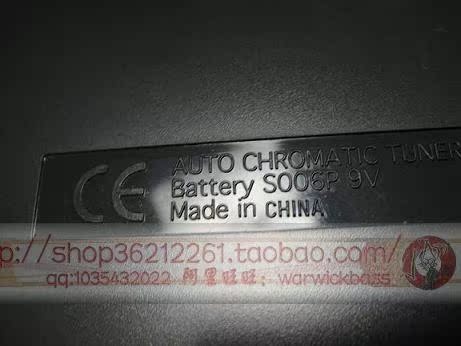 CE AUTO CHROMATIC TUNER
Battery S006P 9V
Made in CHINA
p://shop36212261.taobao.com/
qq:1035432022 阿里旺旺: warwickbass